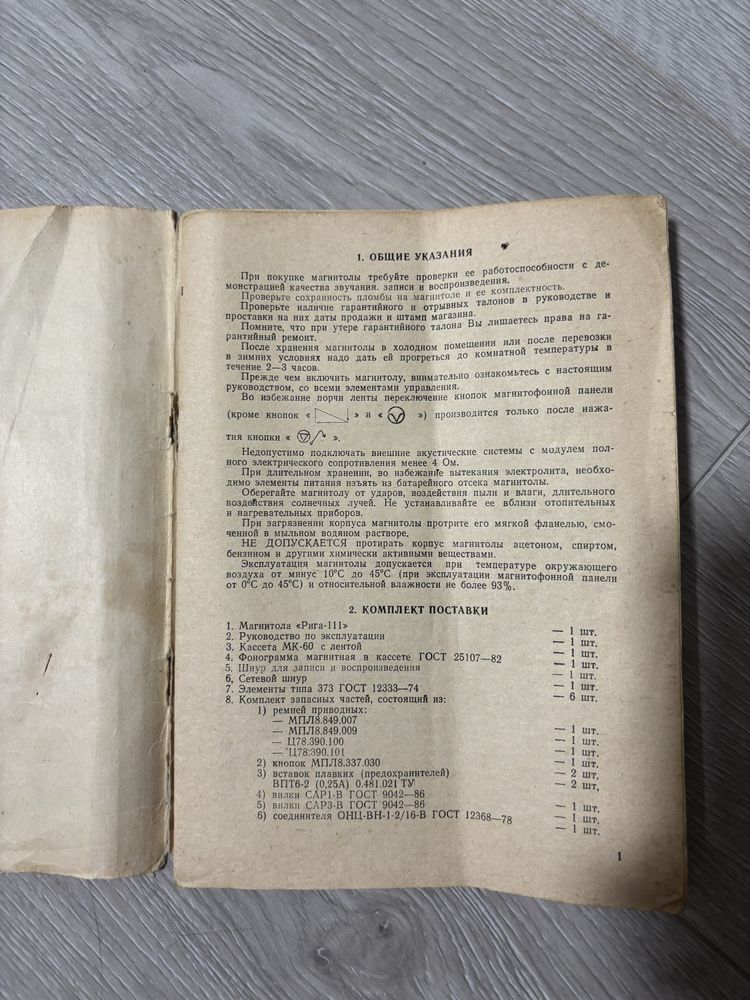 1. ОБЩИЕ УКАЗАНИЯ
При покупке магнитолы требуйте проверки ее работоспособности с де-
монстрацией качества звучания. записи и воспроизведения.
Проверьте сохранность пломбы на магнитоле и ее комплектность.
Проверьте наличие гарантийного и отрывных талонов в руководстве и
проставки на них даты продажи и штамп магазина.
Помните, что при утере гарантийного талона Вы лишаетесь права на га-
рантийный ремонт.
После хранения магнитолы в холодном помещении или после перевозки
в зимних условиях надо дать ей прогреться до комнатной температуры в
течение 2—3 часов.
Прежде чем включить магнитолу, внимательно ознакомьтесь с настоящим
руководством, со всеми элементами управления.
Во избежание порчи ленты переключение кнопок магнитофонной панели
(кроме кнопок « » и « ») производится только после нажа-
тия кнопки « ».
Недопустимо подключать внешние акустические системы с модулем пол-
ного электрического сопротивления менее 4 Ом.
При длительном хранении, во избежание вытекания электролита, необхо-
димо элементы питания изъять из батарейного отсека магнитолы.
Оберегайте магнитолу от ударов, воздействия пыли и влаги, длительного
воздействия солнечных лучей. Не устанавливайте ее вблизи отопительных
и нагревательных приборов.
При загрязнении корпуса магнитолы протрите его мягкой фланелью, смо-
ченной в мыльном водяном растворе.
НЕ ДОПУСКАЕТСЯ протирать корпус магнитолы ацетоном, спиртом,
бензином и другими химически активными веществами.
Эксплуатация магнитолы допускается при температуре окружающего
воздуха от минус 10°С до 45°С (при эксплуатации магнитофонной панели
от 0°С до 45°С) и относительной влажности не более 93%.
2. КОМПЛЕКТ ПОСТАВКИ
1. Магнитола «Рига-111» — 1 шт.
2. Руководство по эксплуатации — 1 шт.
3. Кассета МК-60 с лентой — 1 шт.
4. Фонограмма магнитная в кассете ГОСТ 25107—82 — 1 шт.
5. Шнур для записи и воспроизведения — 1 шт.
6, Сетевой шнур — 1 шт.
7. Элементы типа 373 ГОСТ 12333—74 — 6 шт.
8. Комплект запасных частей, состоящий из:
1) ремней приводных:
— МПЛ8.849.007 — 1 шт.
— МПЛ8.849.009 — 1 шт.
— Ц78.390.100 — 1 шт.
— Ц78.390.101 — 1 шт.
2) кнопок МПЛ8.337.030 — 2 шт,
3) вставок плавких (предохранителей) — 2 шт,
ВПТ6-2 (0,25А) 0.481.021 ТУ
4) вилки САР1-В ГОСТ 9042—86 — 1 шт,
5) вилки САР3-В ГОСТ 9042—86 — 1 шт,
6) соединителя ОНЦ-ВН-1-2/16-В ГОСТ 12368—78 — 1 шт.
1